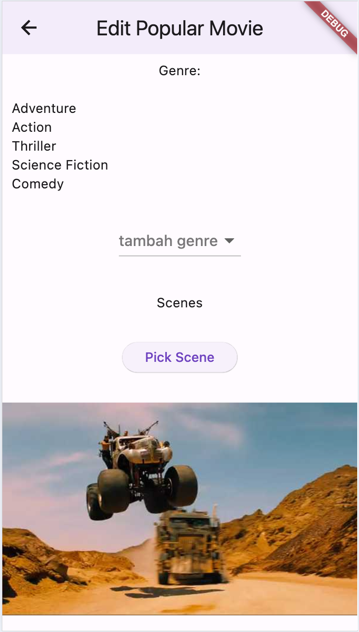 Edit Popular Movie
DEBUG
Genre:
Adventure
Action
Thriller
Science Fiction
Comedy
tambah genre
Scenes
Pick Scene